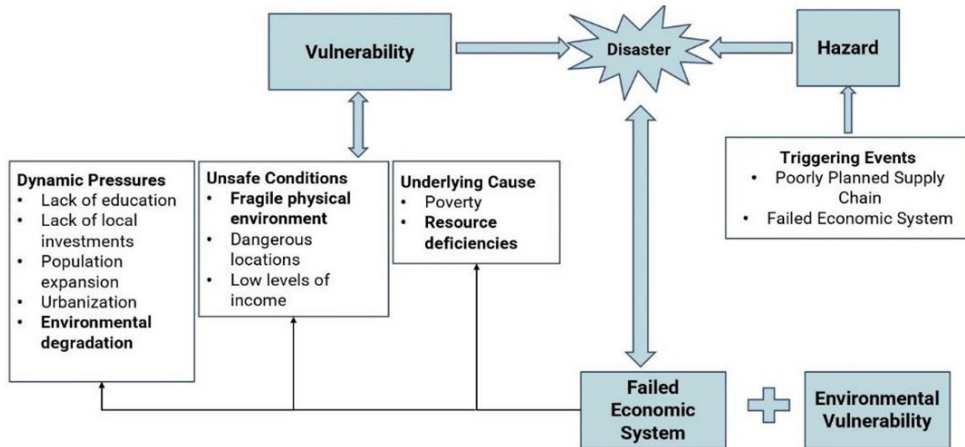 Vulnerability
Disaster
Hazard
Dynamic Pressures
• Lack of education
• Lack of local
investments
• Population
expansion
• Urbanization
• Environmental
degradation
Unsafe Conditions
• Fragile physical
environment
• Dangerous
locations
• Low levels of
income
Underlying Cause
• Poverty
• Resource
deficiencies
Triggering Events
• Poorly Planned Supply
Chain
• Failed Economic System
Failed
Economic
System
Environmental
Vulnerability